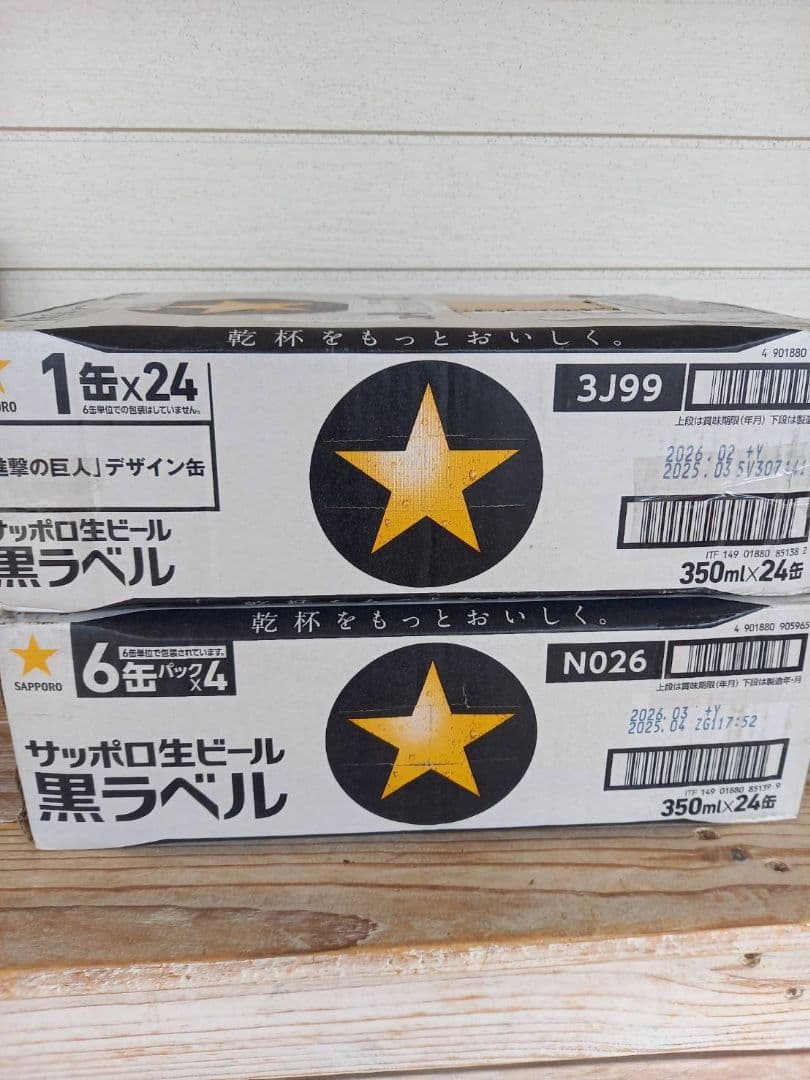 乾杯をもっとおいしく。
1缶×24
6缶単位での包装はしていません。
3J99
4 901880
上段は賞味期限(年月) 下段は製造
進撃の巨人」デザイン缶
2026.02 +Y
2025.03
サッポロ生ビール
黒ラベル
ITF 149 01880 85138 2
350ml×24缶
乾杯をもっとおいしく。
SAPPORO
6缶パック×4
6缶単位で包装されています。
N026
4 901880 905965
上段は賞味期限(年月) 下段は製造年・月
2026.03 +Y
2025.04 ZG117:52
サッポロ生ビール
黒ラベル
ITF 149 01880 85139 9
350ml×24缶